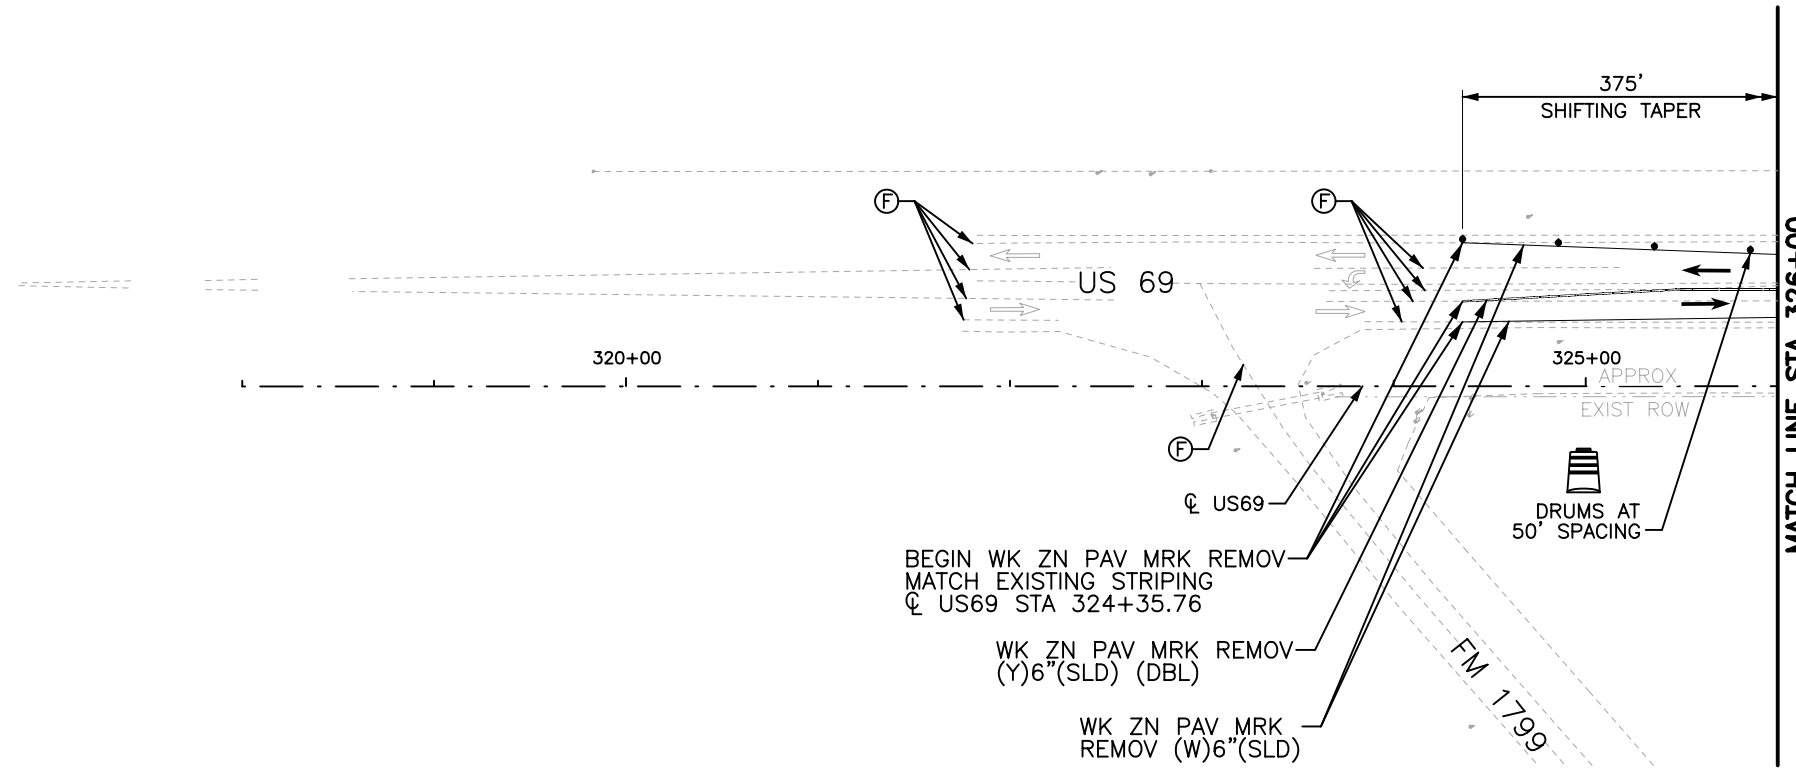 375'
SHIFTING TAPER
F
F
US 69
320+00
325+00
APPROX
EXIST ROW
F
℄ US69
DRUMS AT
50' SPACING
BEGIN WK ZN PAV MRK REMOV
MATCH EXISTING STRIPING
℄ US69 STA 324+35.76
WK ZN PAV MRK REMOV
(Y)6"(SLD) (DBL)
WK ZN PAV MRK
REMOV (W)6"(SLD)
FM 1799
MATCH LINE STA 326+00